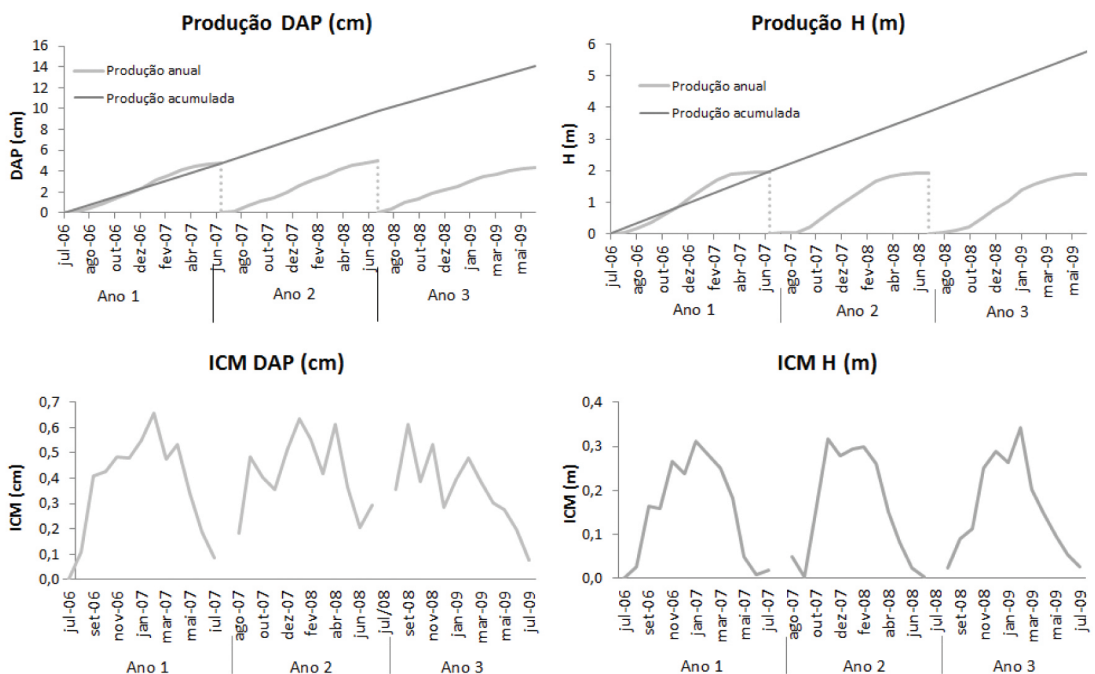 Produção DAP (cm)
16
14
12
10
8
6
4
2
0
DAP (cm)
Produção anual
Produção acumulada
jul-06
ago-06
out-06
dez-06
fev-07
abr-07
jun-07
ago-07
out-07
dez-07
fev-08
abr-08
jun-08
ago-08
out-08
dez-08
jan-09
mar-09
mai-09
Ano 1
Ano 2
Ano 3
Produção H (m)
6
5
4
3
2
1
0
H (m)
Produção anual
Produção acumulada
jul-06
ago-06
out-06
dez-06
fev-07
abr-07
jun-07
ago-07
out-07
dez-07
fev-08
abr-08
jun-08
ago-08
out-08
dez-08
jan-09
mar-09
mai-09
Ano 1
Ano 2
Ano 3
ICM DAP (cm)
0,7
0,6
0,5
0,4
0,3
0,2
0,1
0,0
ICM (cm)
jul-06
set-06
nov-06
jan-07
mar-07
mai-07
jul-07
ago-07
out-07
dez-07
fev-08
abr-08
jun-08
jul/08
set-08
nov-08
jan-09
mar-09
mai-09
jul-09
Ano 1
Ano 2
Ano 3
ICM H (m)
0,4
0,3
0,2
0,1
0,0
ICM (m)
jul-06
set-06
nov-06
jan-07
mar-07
mai-07
jul-07
ago-07
out-07
dez-07
fev-08
abr-08
jun-08
jul-08
set-08
nov-08
jan-09
mar-09
mai-09
jul-09
Ano 1
Ano 2
Ano 3